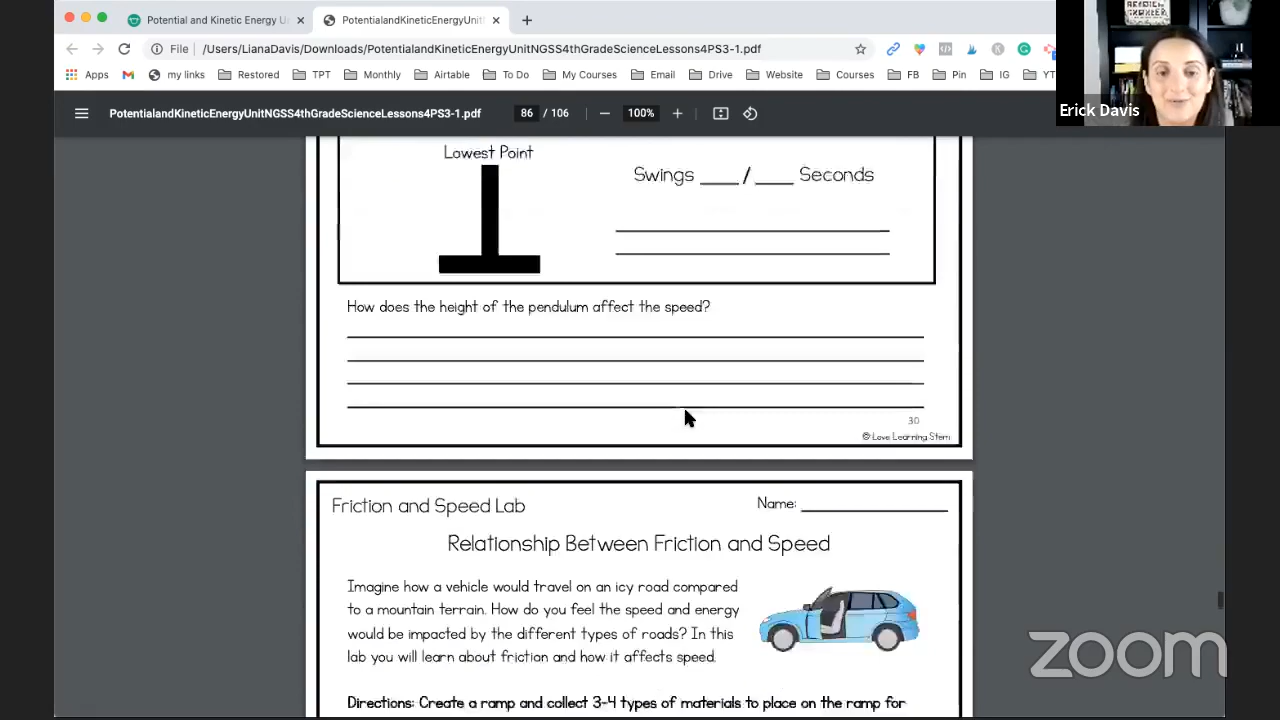 Potential and Kinetic Energy U
PotentialandKineticEnergyUnit
File
/Users/LianaDavis/Downloads/PotentialandKineticEnergyUnitNGSS4thGradeScienceLessons4PS3-1.pdf
Apps
my links
Restored
TPT
Monthly
Airtable
To Do
My Courses
Email
Drive
Website
Courses
FB
Pin
IG
YT
Erick Davis
PotentialandKineticEnergyUnitNGSS4thGradeScienceLessons4PS3-1.pdf
86 / 106
100%
Lowest Point
Swings ___ / ___ Seconds
How does the height of the pendulum affect the speed?
30
© Love Learning Stem
Friction and Speed Lab
Name:
Relationship Between Friction and Speed
Imagine how a vehicle would travel on an icy road compared
to a mountain terrain. How do you feel the speed and energy
would be impacted by the different types of roads? In this
lab you will learn about friction and how it affects speed.
Directions: Create a ramp and collect 3-4 types of materials to place on the ramp for
zoom